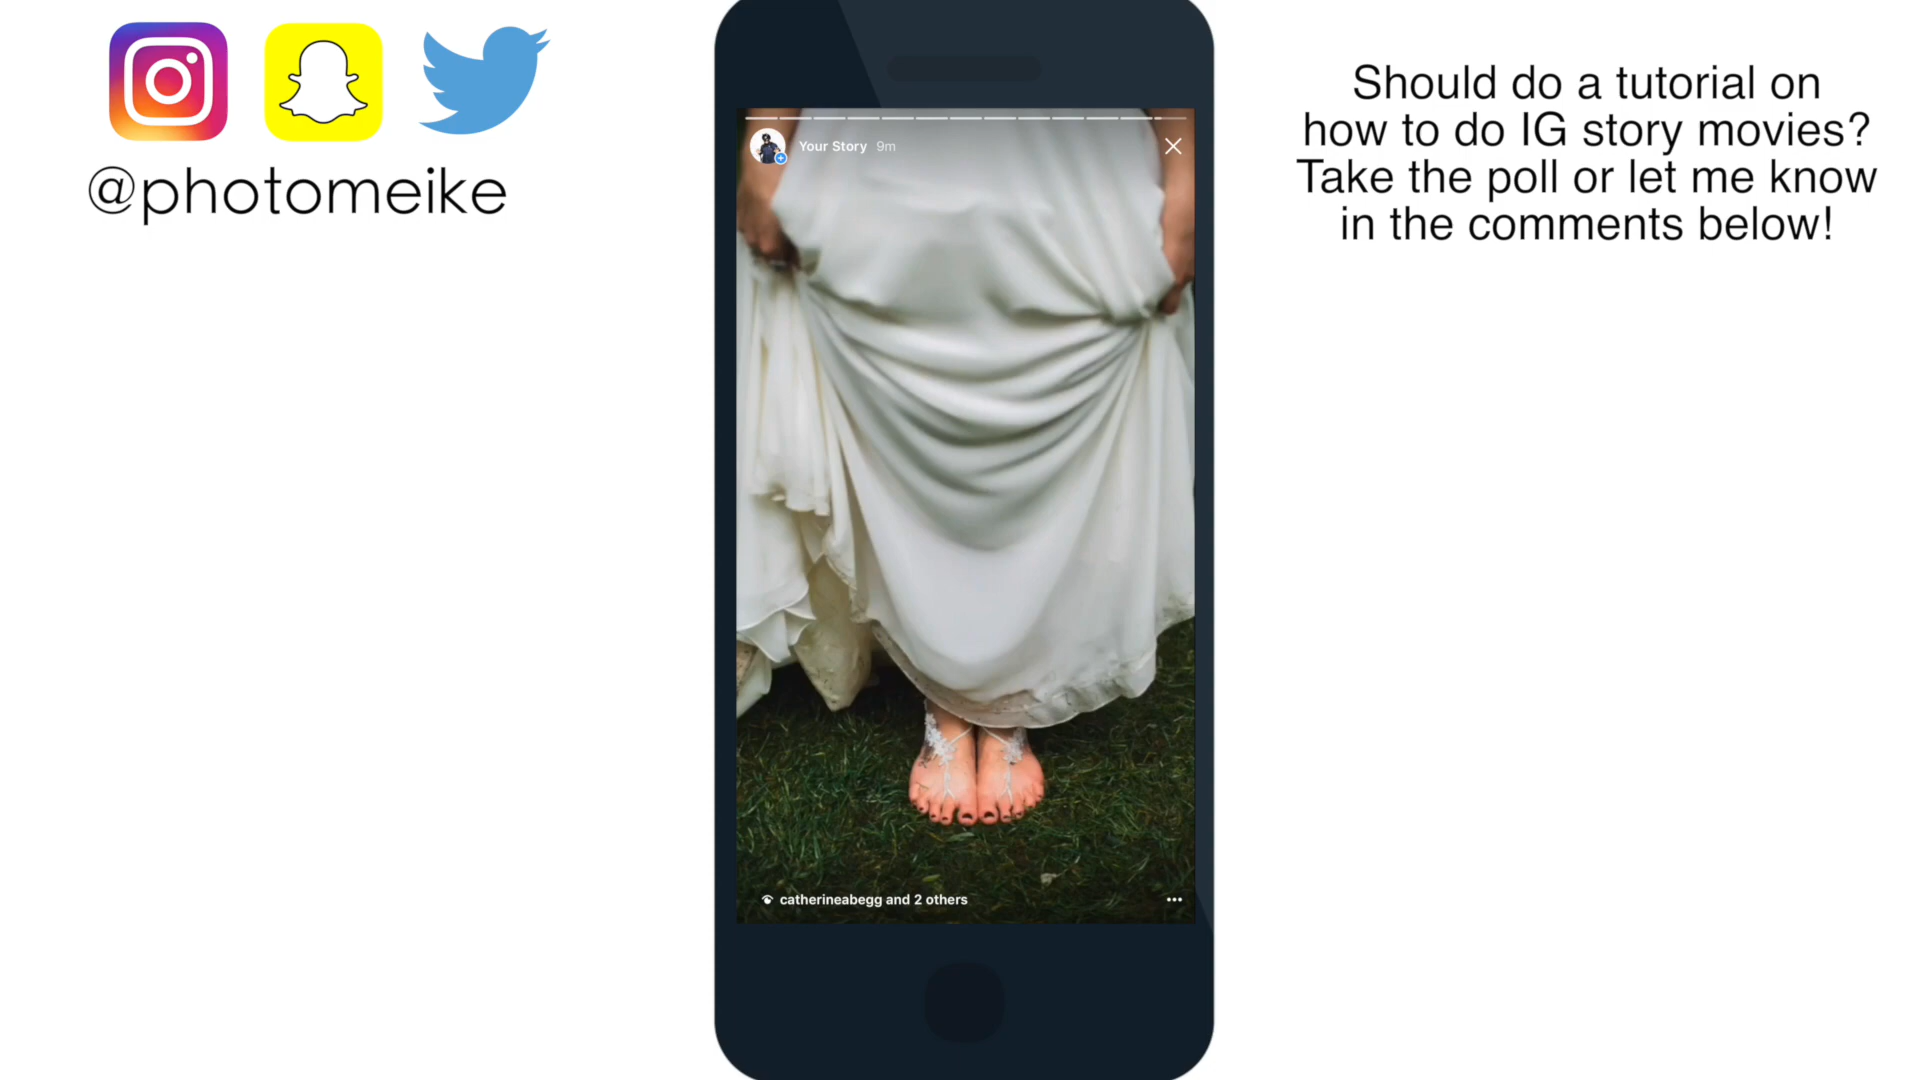 @photomeike
Your Story 9m
catherineabegg and 2 others
Should do a tutorial on
how to do IG story movies?
Take the poll or let me know
in the comments below!